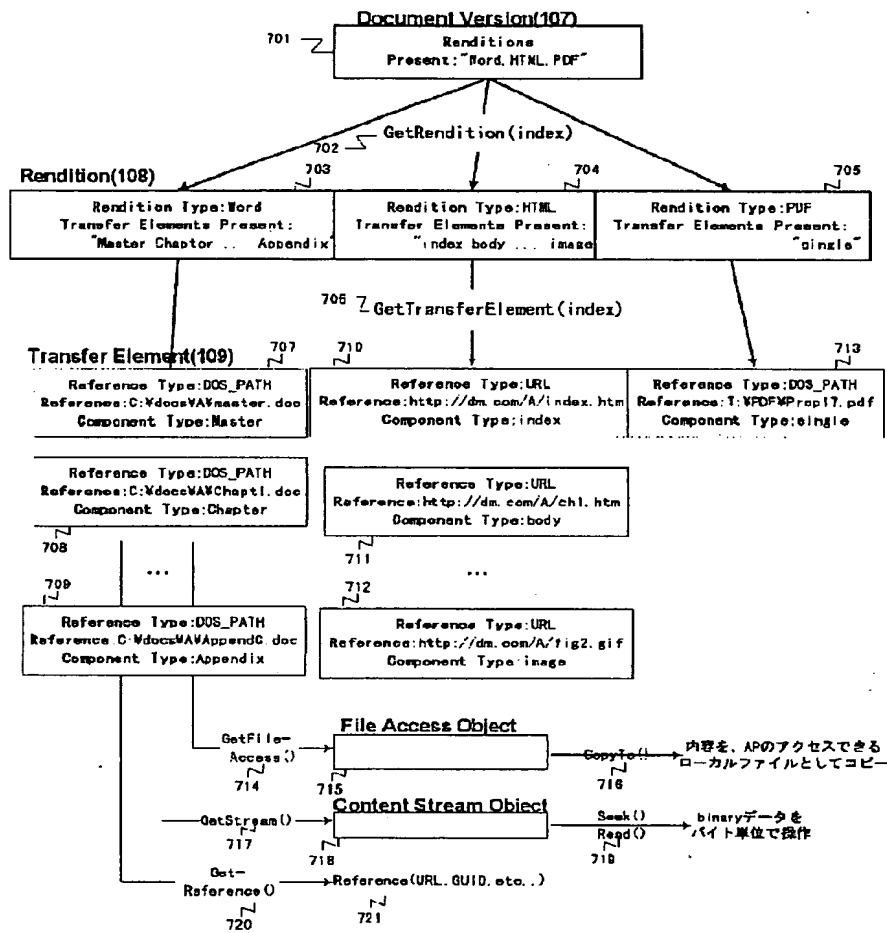 Document Version(107)
701
Renditions
Present:"Word.HTML.PDF"
GetRendition(index)
702
703
704
705
Rendition(108)
Rendition Type:Word
Transfer Elements Present:
"Master Chaptor ... Appendix"
Rendition Type:HTML
Transfer Elements Present:
"index body ... image
Rendition Type:PDF
Transfer Elements Present:
"single"
706
GetTransferElement(index)
Transfer Element(109)
707
710
713
Reference Type:DOS_PATH
Reference:C:¥docs¥A¥master.doc
Component Type:Master
Reference Type:URL
Reference:http://dm.com/A/index.htm
Component Type:index
Reference Type:DOS_PATH
Reference:T:¥PDF¥Prop17.pdf
Component Type:single
Reference Type:DOS_PATH
Reference:C:¥docs¥A¥Chapt1.doc
Component Type:Chapter
Reference Type:URL
Reference:http://dm.com/A/ch1.htm
Component Type:body
708
711
...
...
709
712
Reference Type:DOS_PATH
Reference:C:¥docs¥A¥AppendC.doc
Component Type:Appendix
Reference Type:URL
Reference:http://dm.com/A/fig2.gif
Component Type:image
File Access Object
GetFile-
Access()
714
715
CopyTo()
716
内容を、APのアクセスできる
ローカルファイルとしてコピー
Content Stream Object
GetStream()
717
718
Seek()
Read()
719
binaryデータを
バイト単位で操作
Get-
Reference()
720
Reference(URL.GUID.etc..)
721